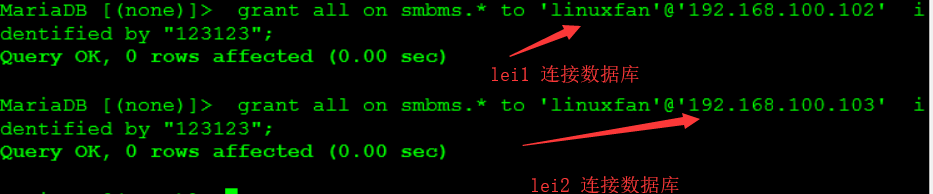 MariaDB [(none)]>  grant all on smbms.* to 'linuxfan'@'192.168.100.102'  i
dentified by "123123";
Query OK, 0 rows affected (0.00 sec)
lei1 连接数据库
MariaDB [(none)]>  grant all on smbms.* to 'linuxfan'@'192.168.100.103'  i
dentified by "123123";
Query OK, 0 rows affected (0.00 sec)
lei2 连接数据库